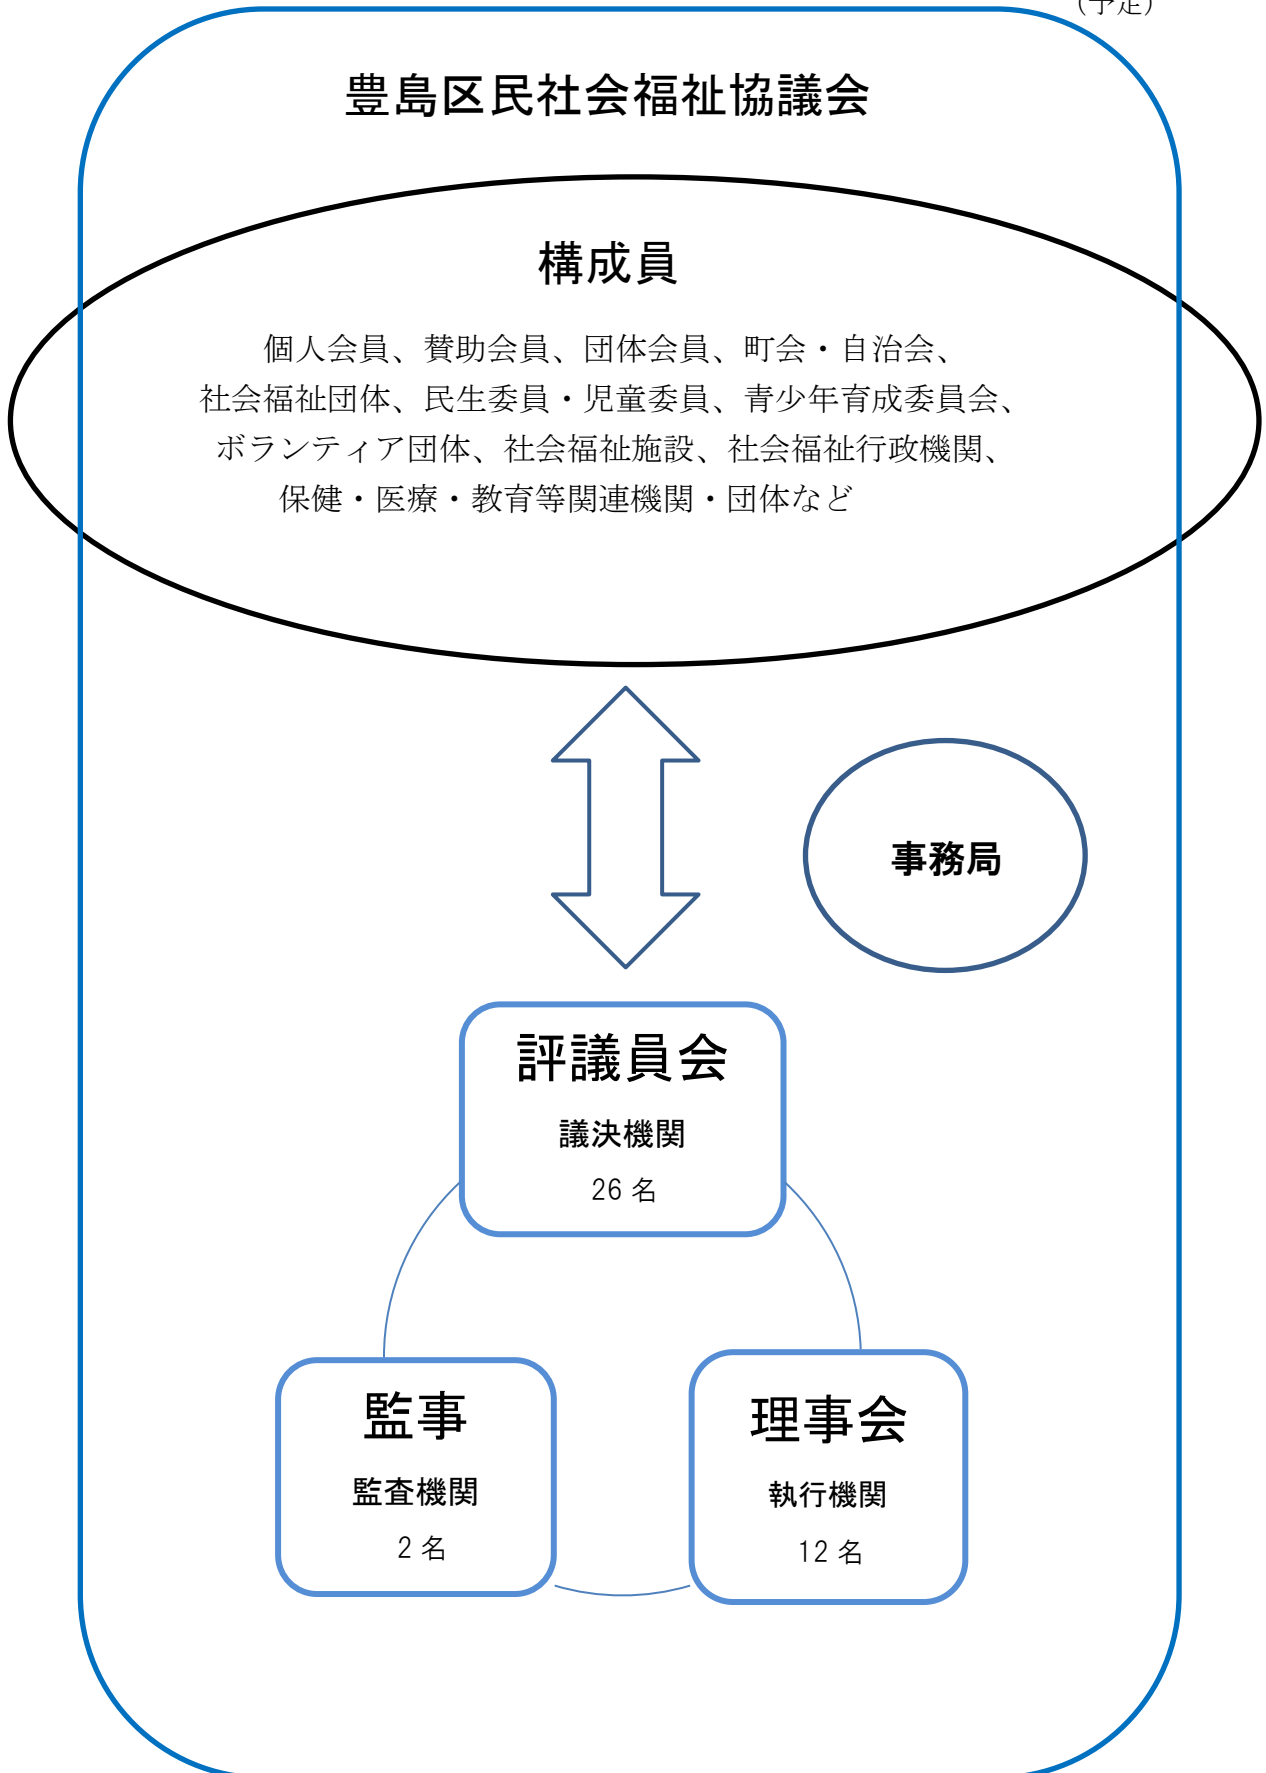 （予定）
豊島区民社会福祉協議会
構成員
個人会員、賛助会員、団体会員、町会・自治会、
社会福祉団体、民生委員・児童委員、青少年育成委員会、
ボランティア団体、社会福祉施設、社会福祉行政機関、
保健・医療・教育等関連機関・団体など
事務局
評議員会
議決機関
26 名
監事
監査機関
2 名
理事会
執行機関
12 名